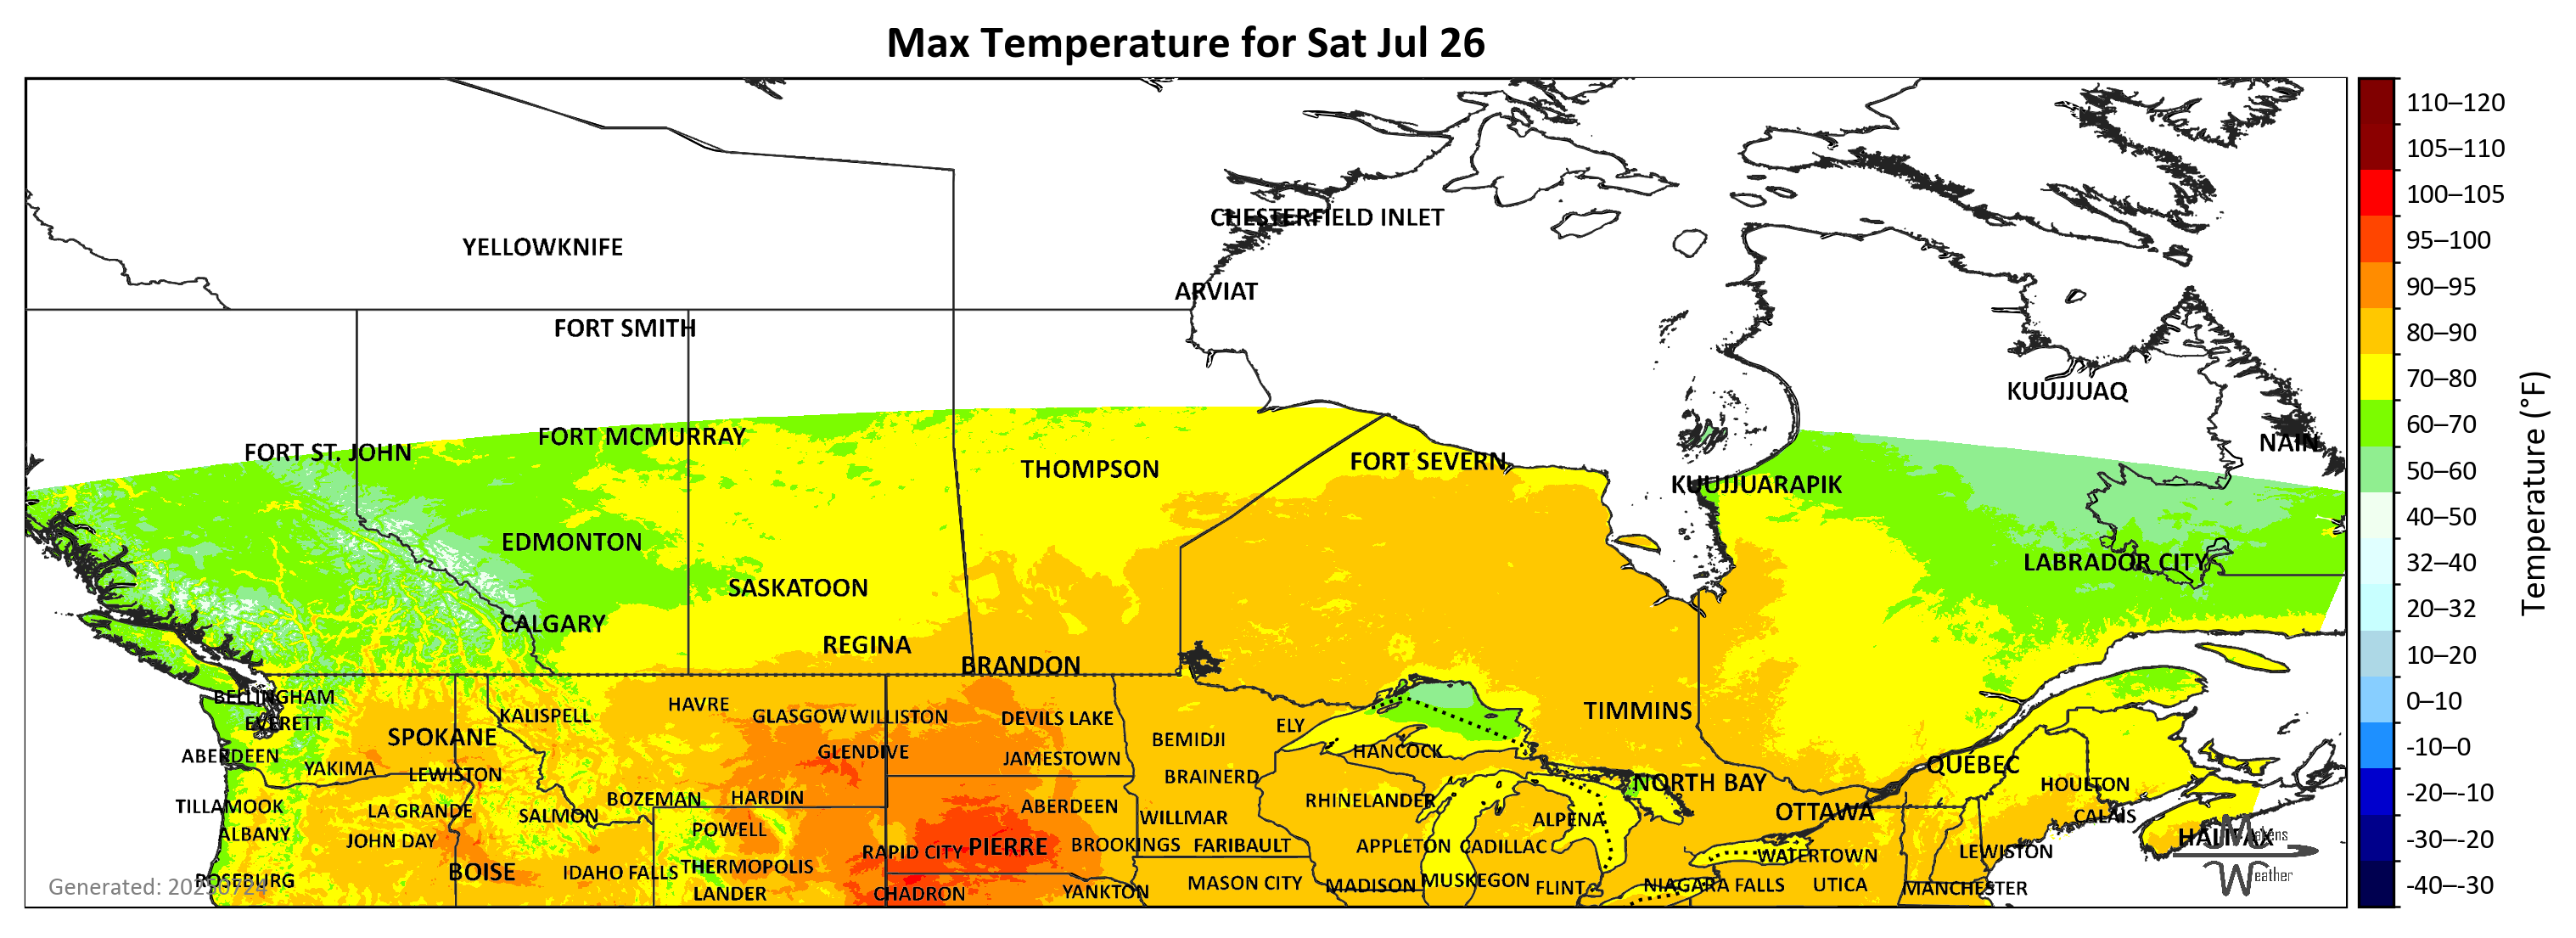 Max Temperature for Sat Jul 26
CHESTERFIELD INLET
YELLOWKNIFE
ARVIAT
FORT SMITH
KUUJJUAQ
FORT MCMURRAY
NAIN
FORT ST. JOHN
FORT SEVERN
THOMPSON
KUUJJUARAPIK
EDMONTON
LABRADOR CITY
SASKATOON
CALGARY
REGINA
BRANDON
BELLINGHAM
HAVRE
TIMMINS
KALISPELL
GLASGOW WILLISTON
DEVILS LAKE
EVERETT
ELY
SPOKANE
BEMIDJI
GLENDIVE
HANCOCK
ABERDEEN
JAMESTOWN
QUÉBEC
YAKIMA
LEWISTON
BRAINERD
NORTH BAY
HOULTON
BOZEMAN
HARDIN
RHINELANDER
TILLAMOOK
ABERDEEN
LA GRANDE
OTTAWA
SALMON
WILLMAR
CALAIS
ALPENA
POWELL
ALBANY
HALIFAX
JOHN DAY
PIERRE
BROOKINGS
FARIBAULT
APPLETON
CADILLAC
RAPID CITY
LEWISTON
WATERTOWN
THERMOPOLIS
BOISE
IDAHO FALLS
ROSEBURG
MUSKEGON
MASON CITY
MADISON
NIAGARA FALLS
UTICA
FLINT
MANCHESTER
LANDER
CHADRON
YANKTON
Generated: 20250724
Makens
Weather
110–120
105–110
100–105
95–100
90–95
80–90
70–80
60–70
50–60
40–50
32–40
20–32
10–20
0–10
-10–0
-20–-10
-30–-20
-40–-30
Temperature (°F)